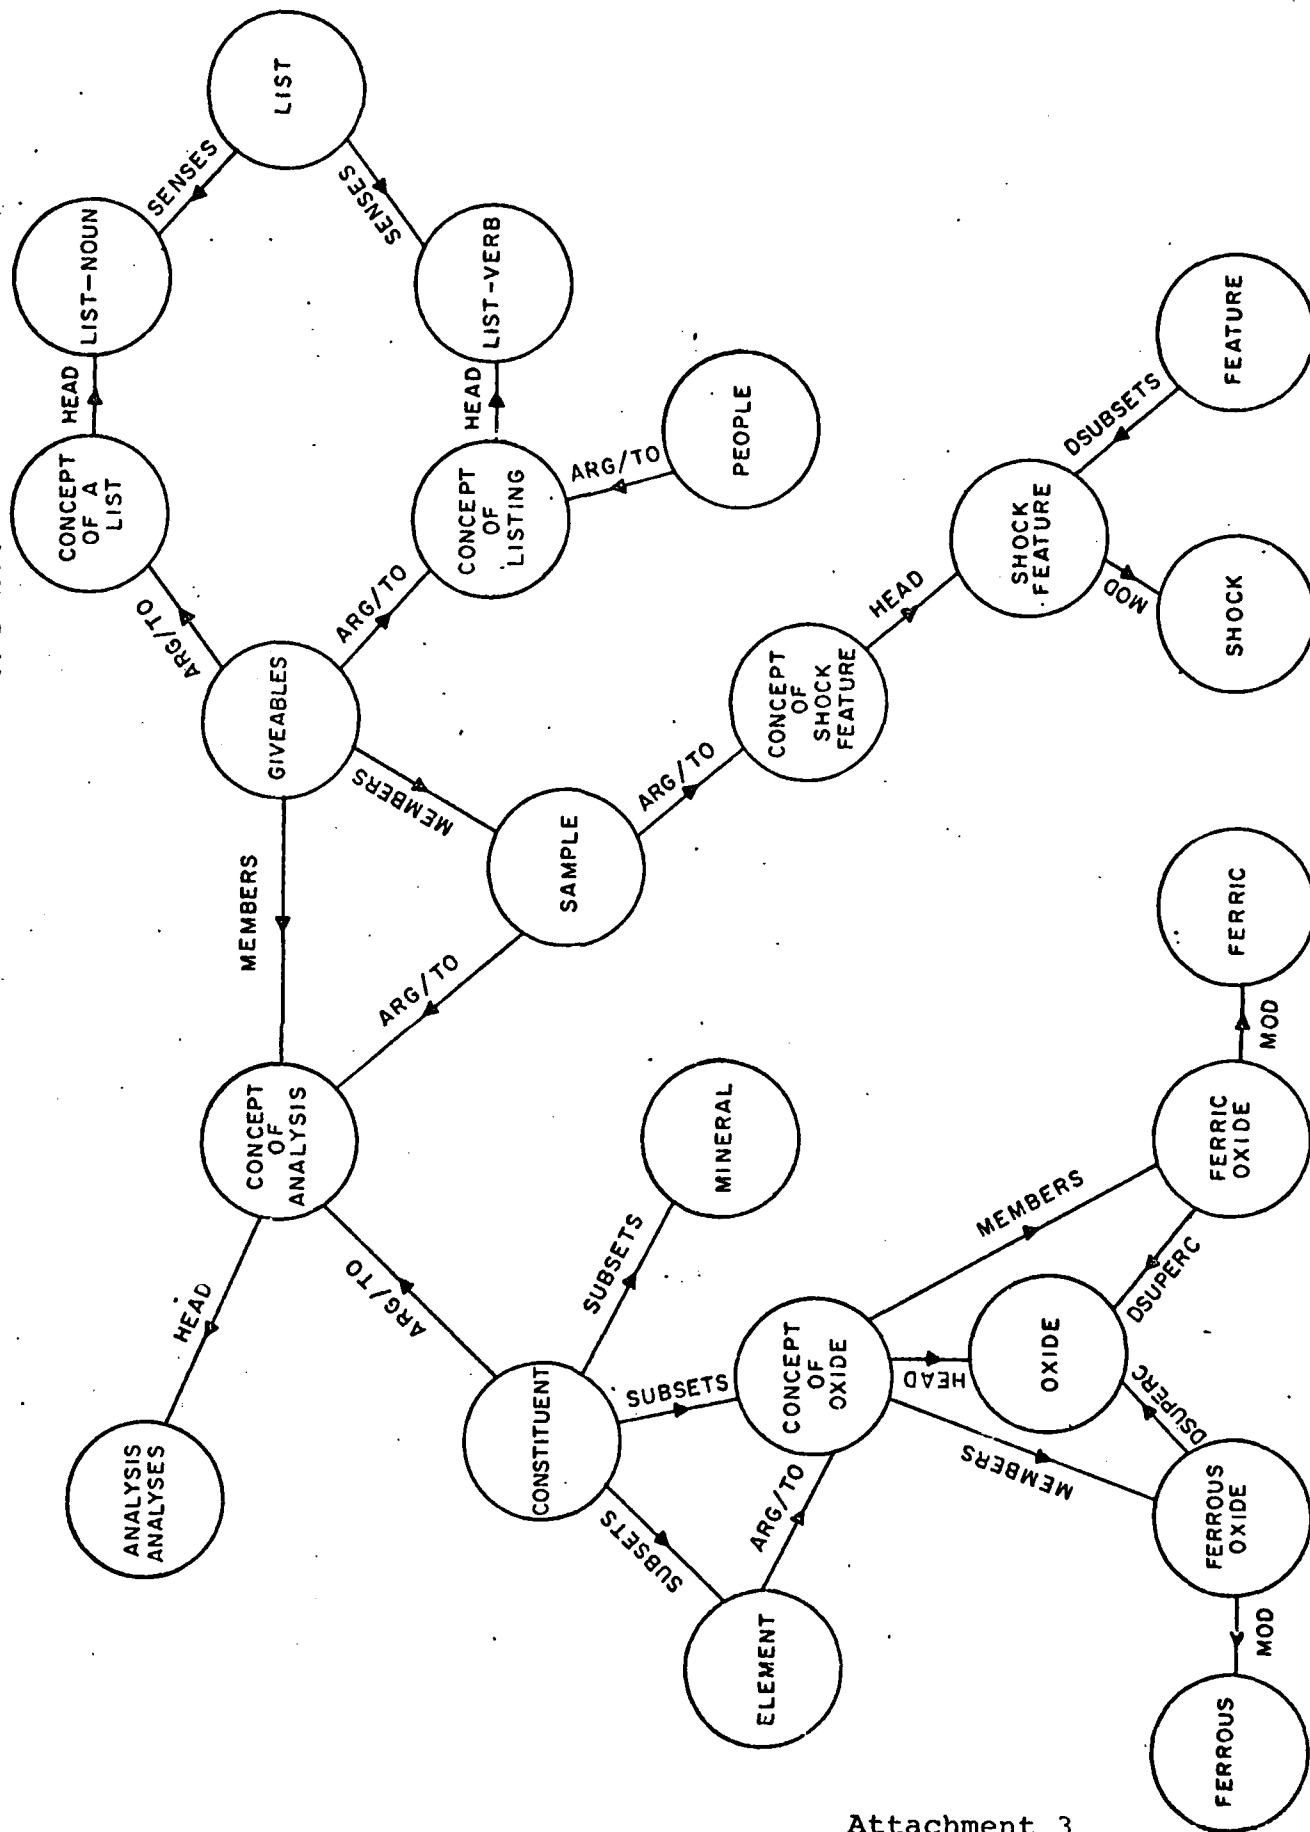 ANALYSIS
ANALYSES
HEAD
CONCEPT
OF
ANALYSIS
MEMBERS
GIVEABLES
ARG/TO
CONCEPT
OF A
LIST
HEAD
LIST-NOUN
SENSES
LIST
SENSES
ARG/TO
CONCEPT
OF
LISTING
HEAD
LIST-VERB
ARG/TO
PEOPLE
MEMBERS
SAMPLE
ARG/TO
ARG/TO
CONCEPT
OF
SHOCK
FEATURE
HEAD
SHOCK
FEATURE
DSUBSETS
FEATURE
MOD
SHOCK
ARG/TO
CONSTITUENT
SUBSETS
MINERAL
SUBSETS
SUBSETS
ELEMENT
ARG/TO
CONCEPT
OF
OXIDE
MEMBERS
HEAD
MEMBERS
OXIDE
DSUPERC
DSUPERC
FERROUS
MOD
FERROUS
OXIDE
FERRIC
OXIDE
MOD
FERRIC
Attachment 3